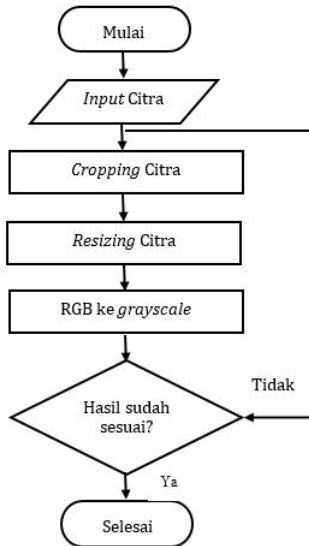 Mulai
Input Citra
Cropping Citra
Resizing Citra
RGB ke grayscale
Hasil sudah
sesuai?
Tidak
Ya
Selesai